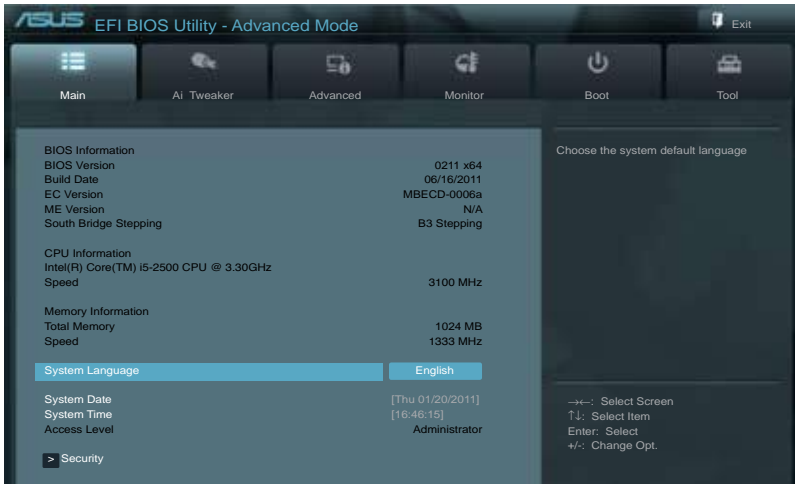 ASUS EFI BIOS Utility - Advanced Mode
Exit
Main Ai Tweaker Advanced Monitor Boot Tool
BIOS Information
BIOS Version 0211 x64
Build Date 06/16/2011
EC Version MBECD-0006a
ME Version N/A
South Bridge Stepping B3 Stepping
CPU Information
Intel(R) Core(TM) i5-2500 CPU @ 3.30GHz
Speed 3100 MHz
Memory Information
Total Memory 1024 MB
Speed 1333 MHz
System Language English
System Date [Thu 01/20/2011]
System Time [16:46:15]
Access Level Administrator
> Security
Choose the system default language
→←: Select Screen
↑↓: Select Item
Enter: Select
+/-: Change Opt.